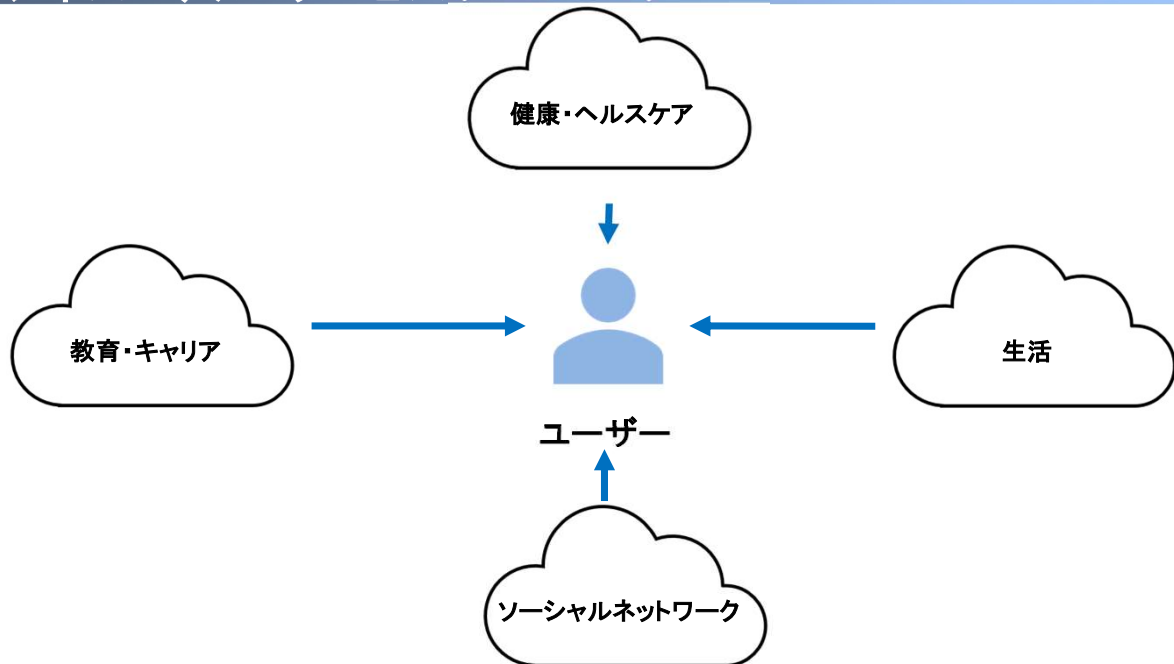 健康・ヘルスケア
教育・キャリア
生活
ユーザー
ソーシャルネットワーク